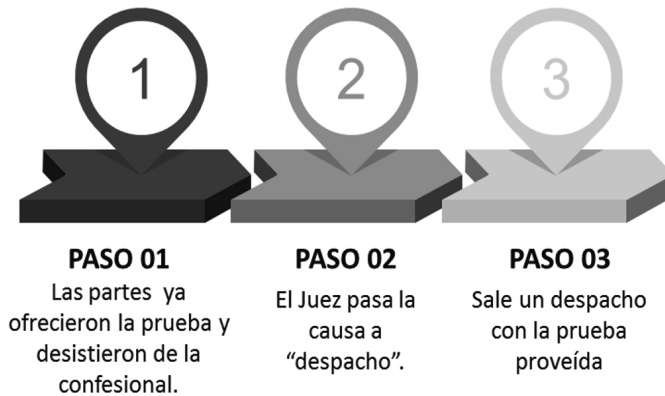 1
2
3
PASO 01
Las partes ya
ofrecieron la prueba y
desistieron de la
confesional.
PASO 02
El Juez pasa la
causa a
“despacho”.
PASO 03
Sale un despacho
con la prueba
proveída